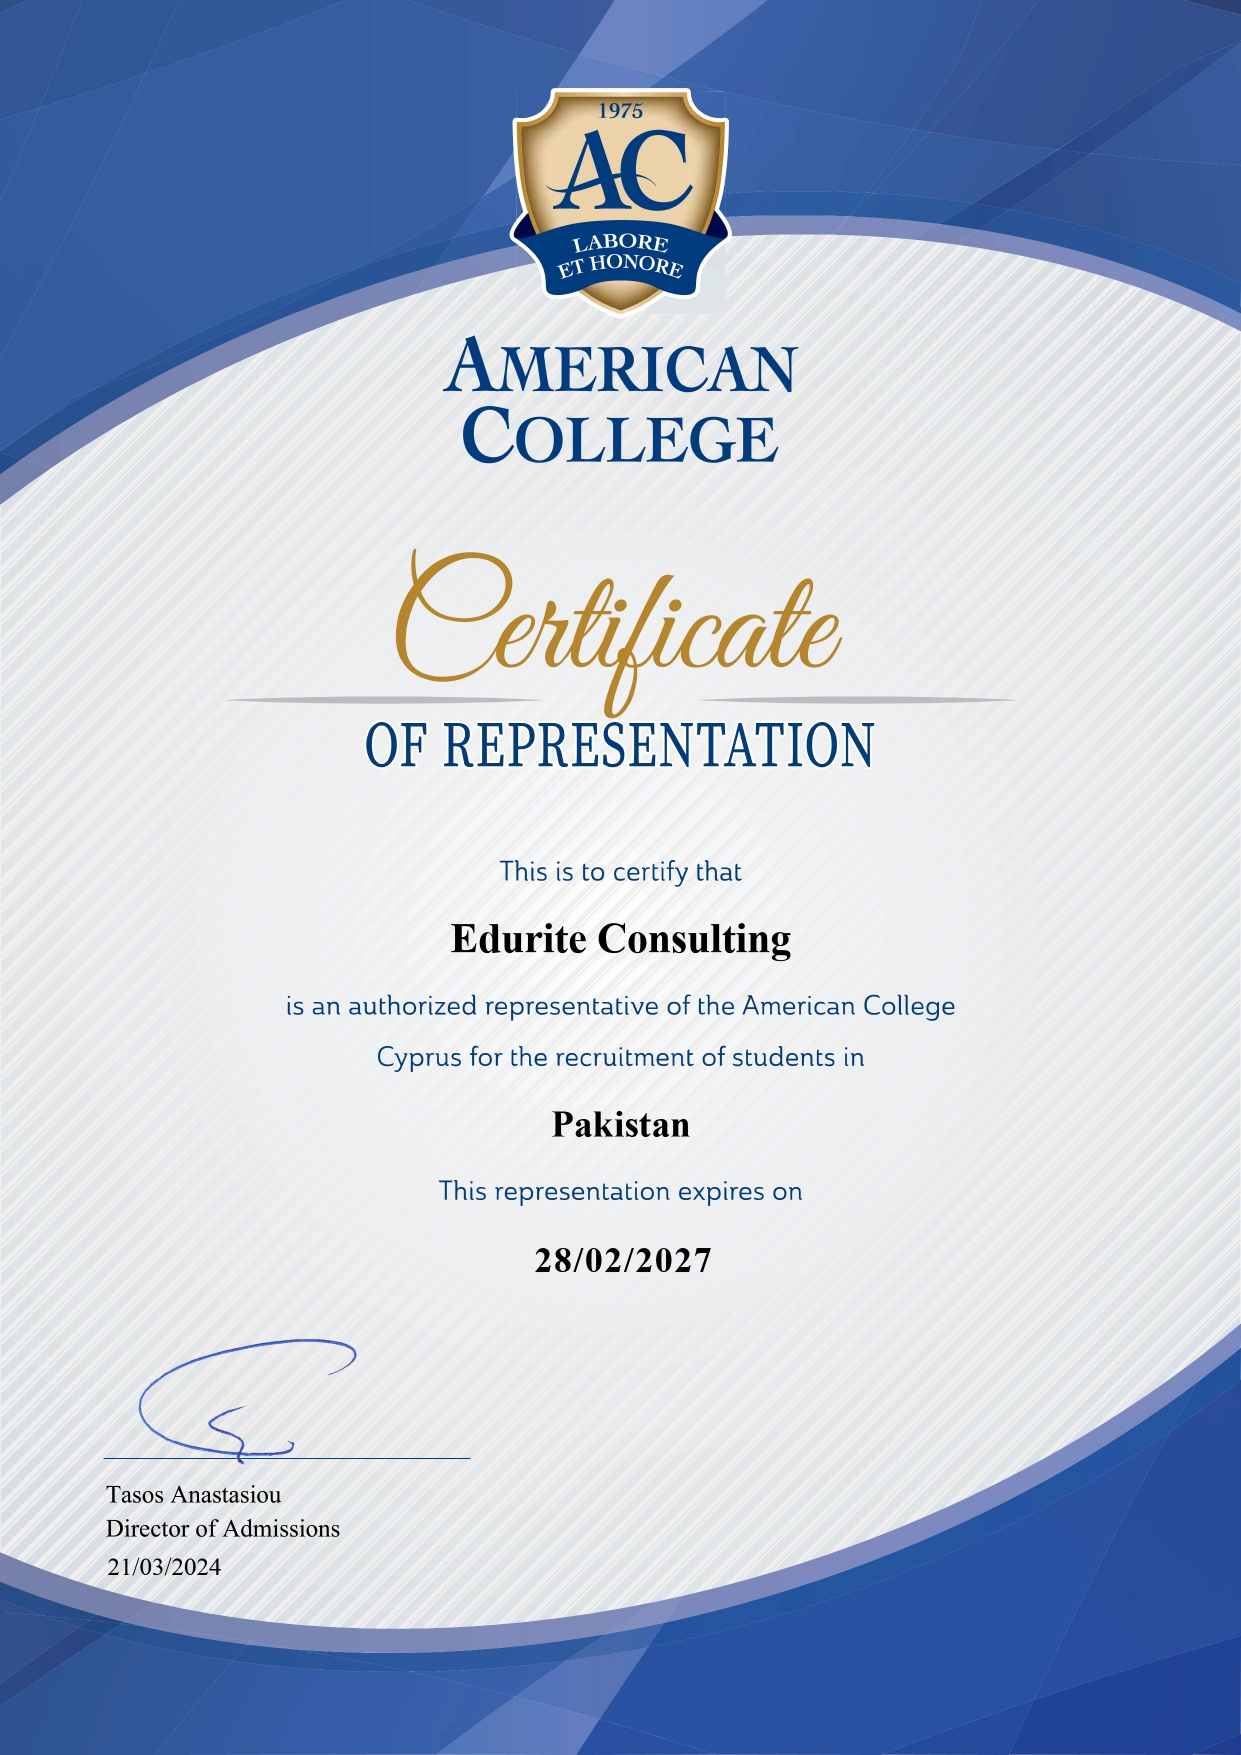 1975
AC
LABORE
ET HONORE
AMERICAN
COLLEGE
Certificate
OF REPRESENTATION
This is to certify that
Edurite Consulting
is an authorized representative of the American College
Cyprus for the recruitment of students in
Pakistan
This representation expires on
28/02/2027
Tasos Anastasiou
Director of Admissions
21/03/2024